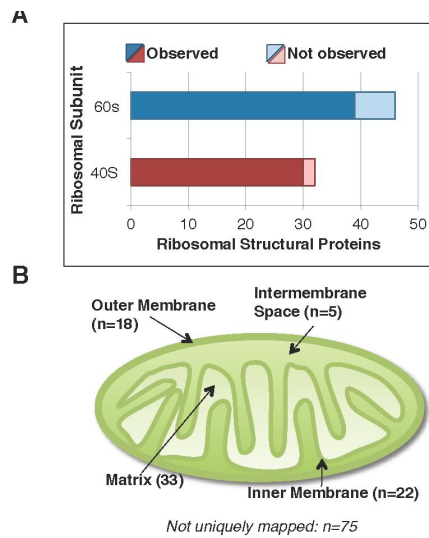 A
Observed
Not observed
Ribosomal Subunit
60s
40S
0 10 20 30 40 50
Ribosomal Structural Proteins
B
Outer Membrane
(n=18)
Intermembrane
Space (n=5)
Matrix (33)
Inner Membrane (n=22)
Not uniquely mapped: n=75